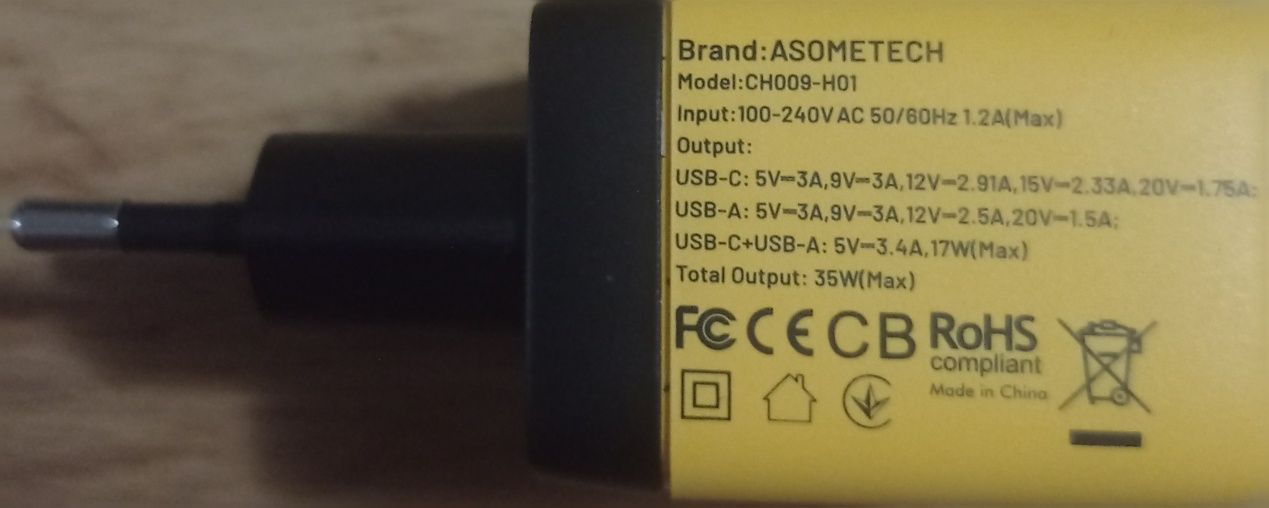 Brand:ASOMETECH
Model:CH009-H01
Input:100-240V AC 50/60Hz 1.2A(Max)
Output:
USB-C: 5V⎓3A,9V⎓3A,12V⎓2.91A,15V⎓2.33A,20V⎓1.75A;
USB-A: 5V⎓3A,9V⎓3A,12V⎓2.5A,20V⎓1.5A;
USB-C+USB-A: 5V⎓3.4A,17W(Max)
Total Output: 35W(Max)
FC CE CB RoHS
compliant
Made in China